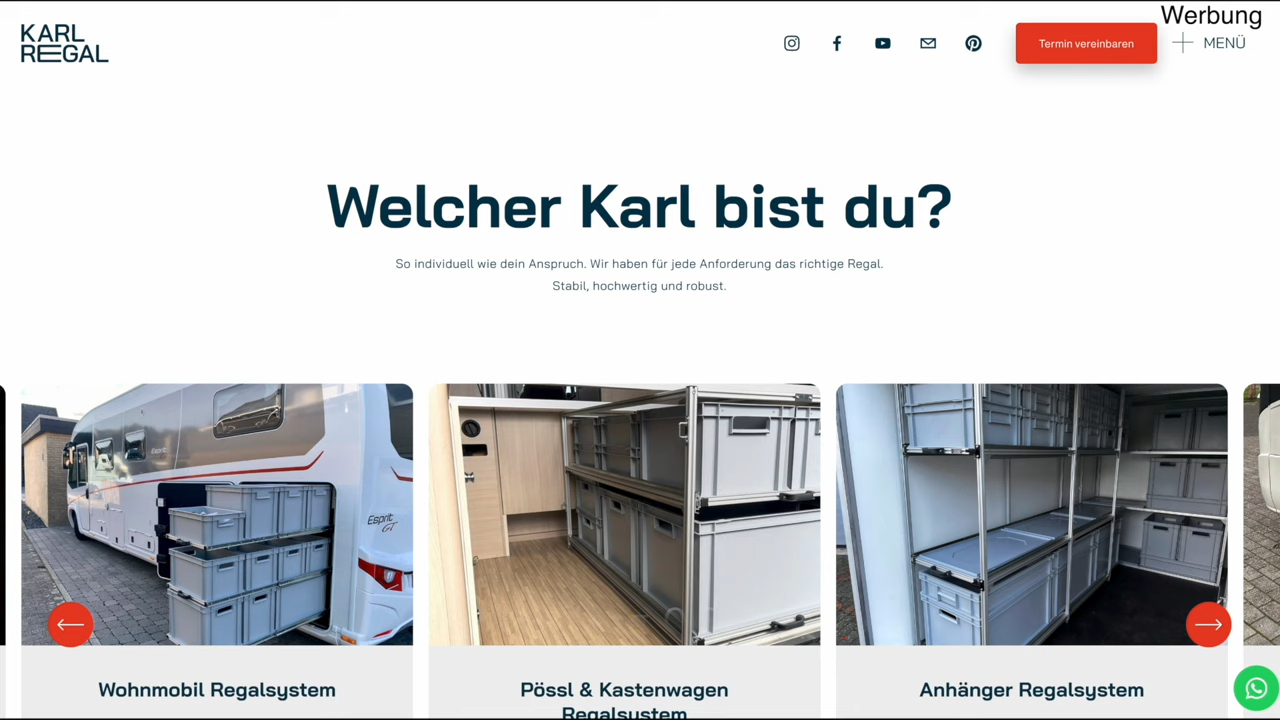 Werbung
KARL
REGAL
Termin vereinbaren
MENÜ
Welcher Karl bist du?
So individuell wie dein Anspruch. Wir haben für jede Anforderung das richtige Regal.
Stabil, hochwertig und robust.
Esprit
GT
Wohnmobil Regalsystem
Pössl & Kastenwagen
Regalsystem
Anhänger Regalsystem